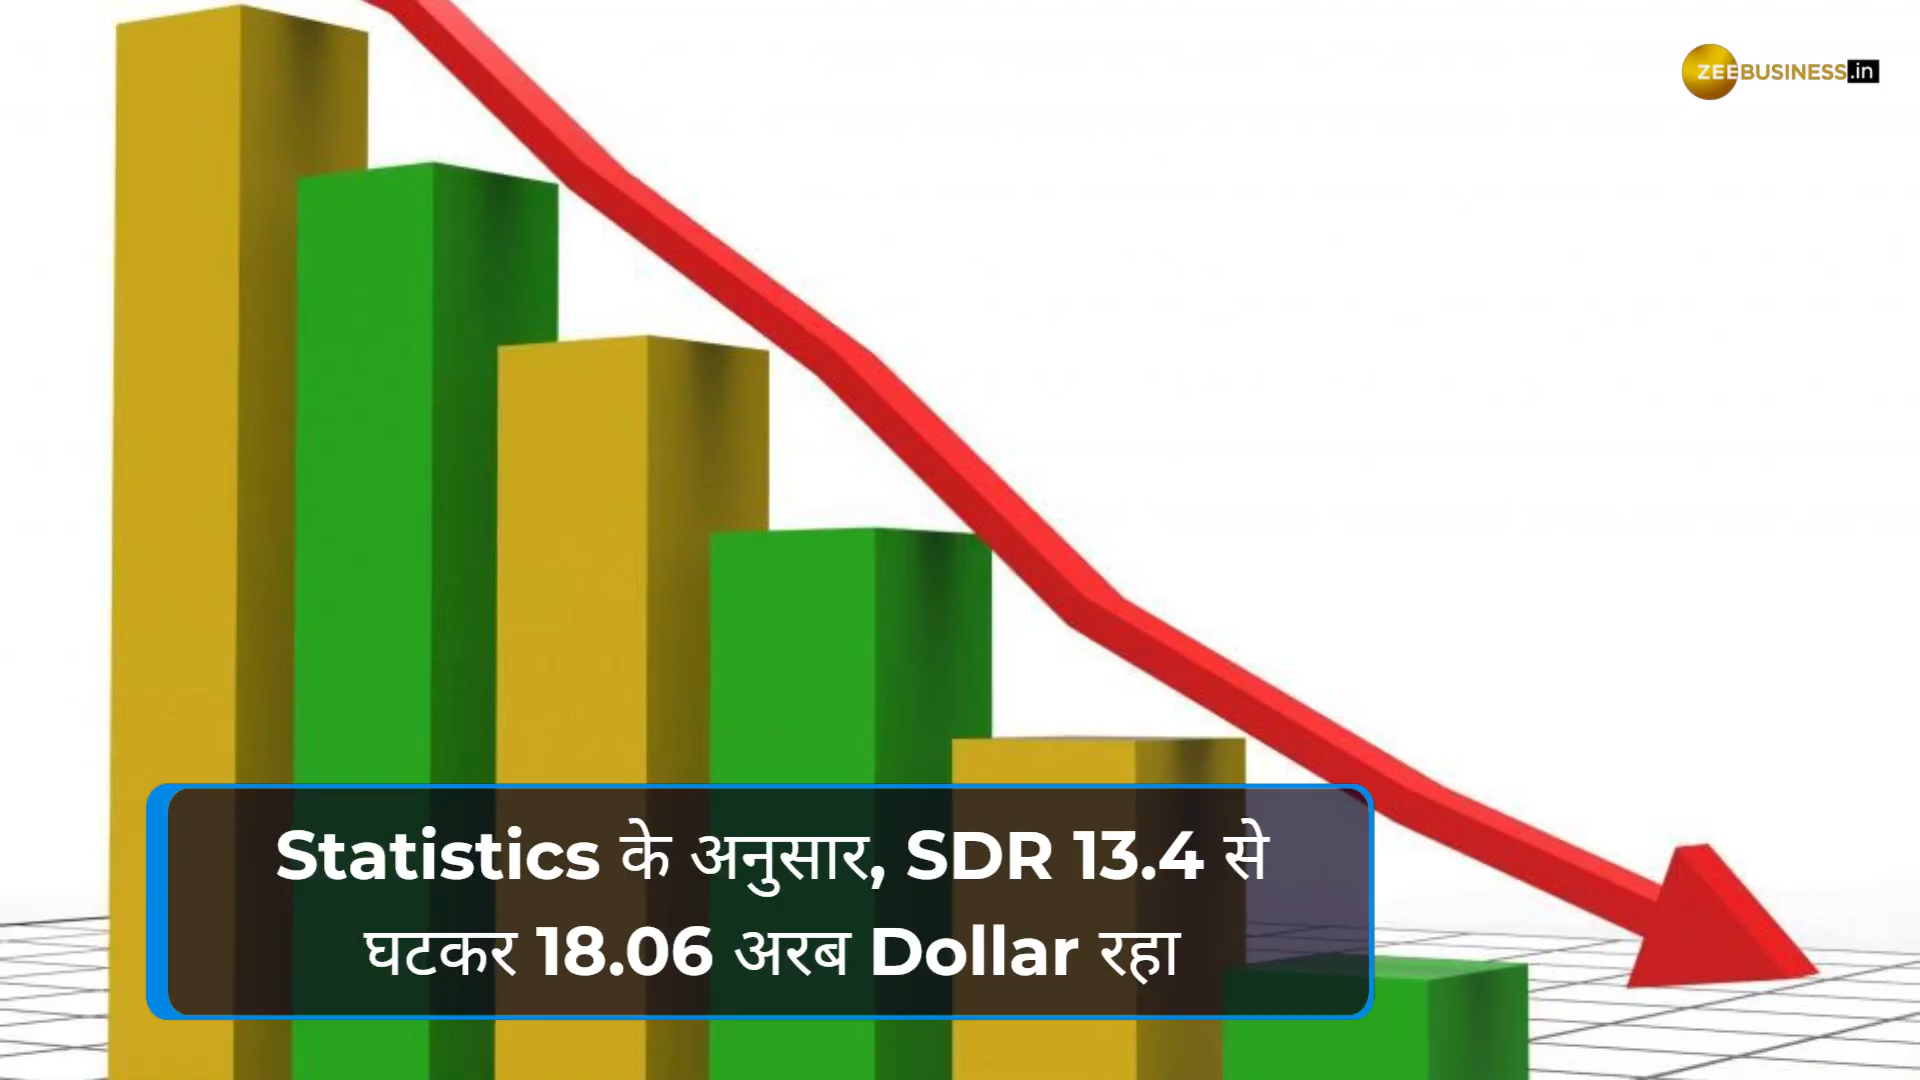 ZEEBUSINESS.in
Statistics के अनुसार, SDR 13.4 से
घटकर 18.06 अरब Dollar रहा